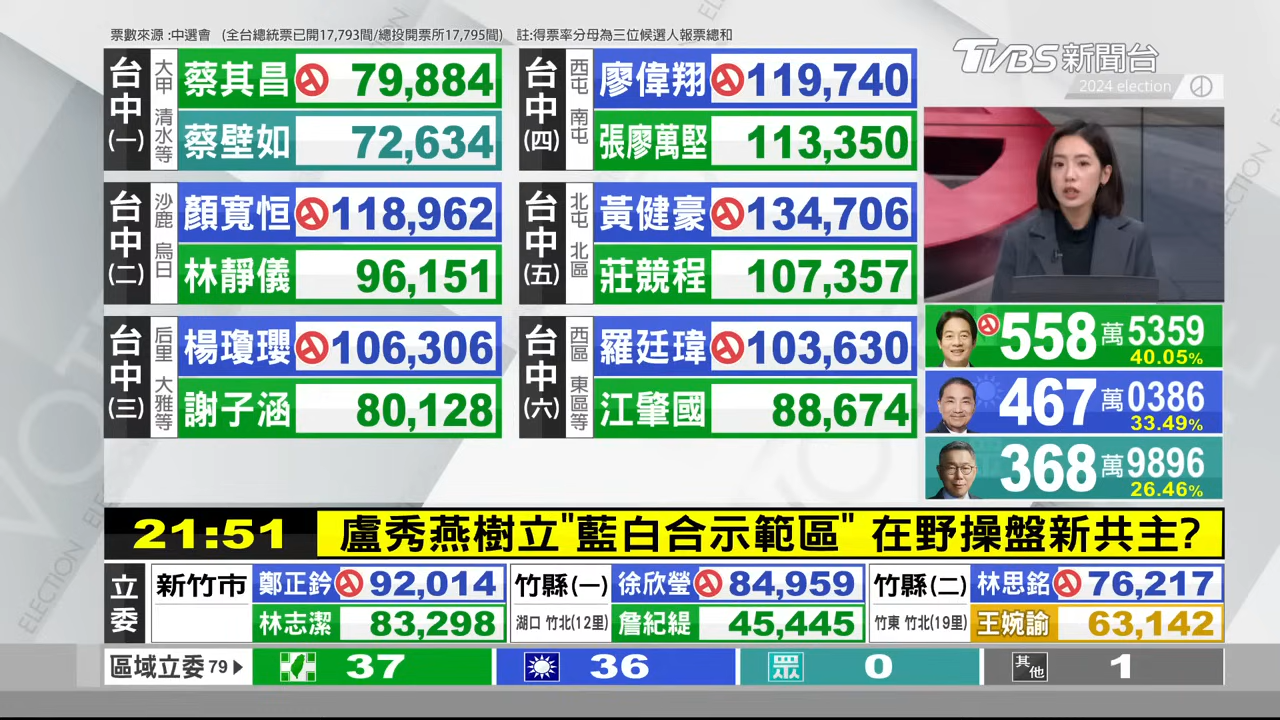 票數來源 :中選會 (全台總統票已開17,793間/總投開票所17,795間) 註:得票率分母為三位候選人報票總和
TVBS新聞台
2024 election
台中(一) 大甲 清水等
蔡其昌 79,884
蔡壁如 72,634
台中(四) 西屯 南屯
廖偉翔 119,740
張廖萬堅 113,350
台中(二) 沙鹿 烏日
顏寬恒 118,962
林靜儀 96,151
台中(五) 北屯 北區
黃健豪 134,706
莊競程 107,357
台中(三) 后里 大雅等
楊瓊瓔 106,306
謝子涵 80,128
台中(六) 西區 東區等
羅廷瑋 103,630
江肇國 88,674
558萬5359
40.05%
467萬0386
33.49%
368萬9896
26.46%
21:51 盧秀燕樹立"藍白合示範區" 在野操盤新共主?
立委
新竹市
鄭正鈐 92,014
林志潔 83,298
竹縣(一)
湖口 竹北(12里)
徐欣瑩 84,959
詹紀緹 45,445
竹縣(二)
竹東 竹北(19里)
林思銘 76,217
王婉諭 63,142
區域立委 79 37 36 眾 0 其他 1
VOTE
ELECTION
ELECTION